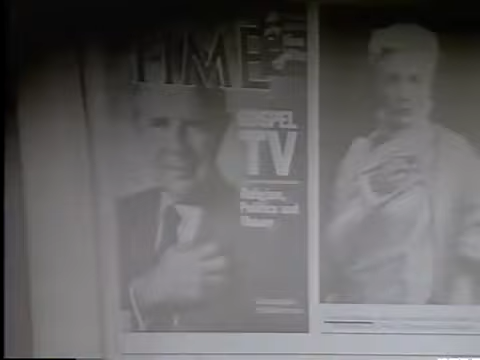 TIME
GOSPEL
TV
Religion,
Politics and
Money